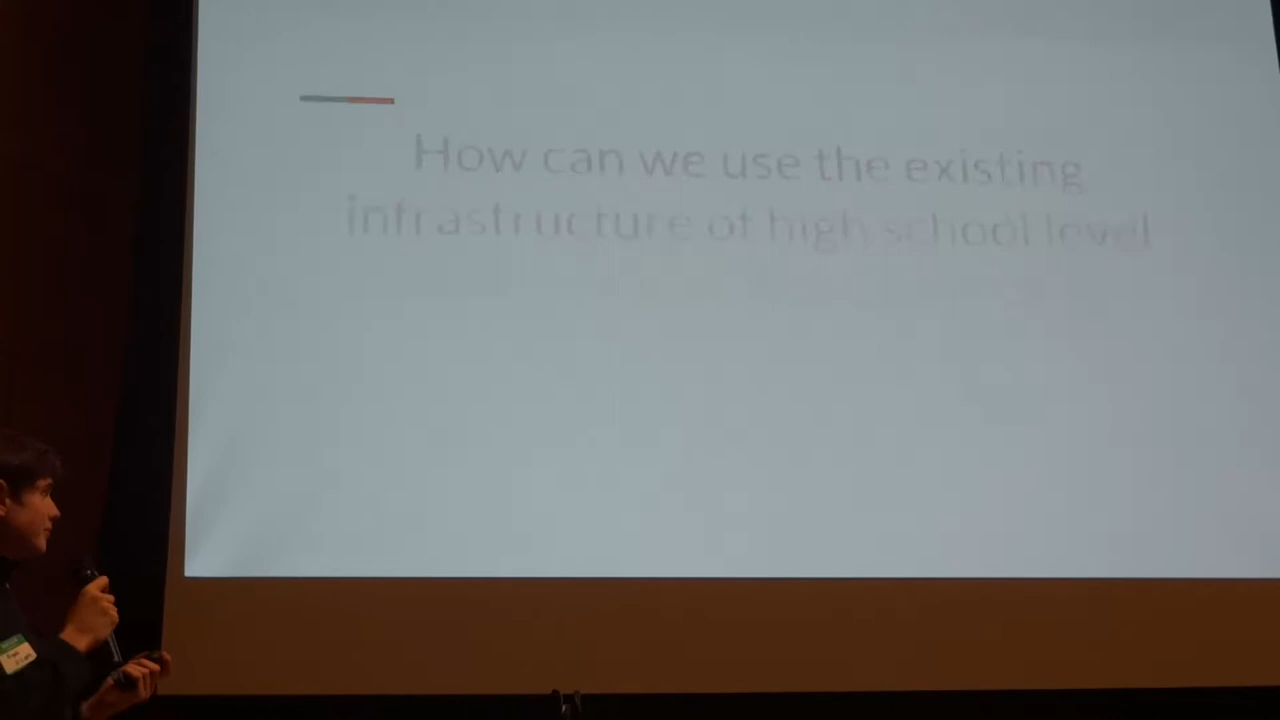 How can we use the existing
infrastructure of high school level